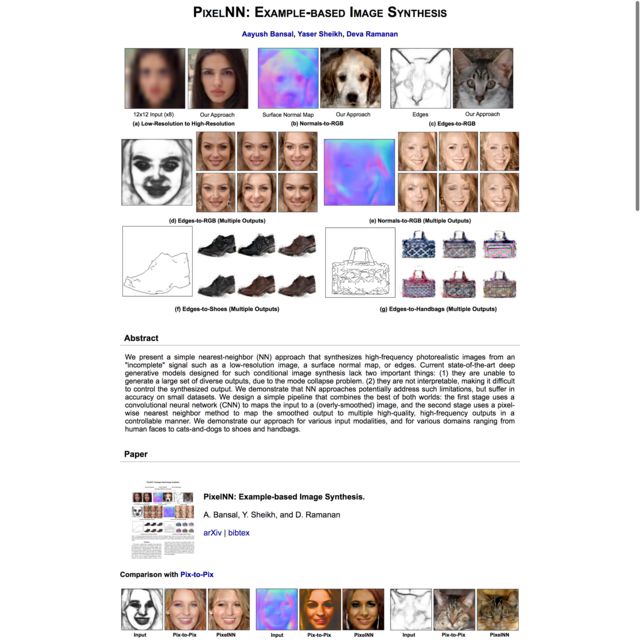 PixelNN: Example-based Image Synthesis
Aayush Bansal, Yaser Sheikh, Deva Ramanan
12x12 Input (x8) Our Approach Surface Normal Map Our Approach Edges Our Approach
(a) Low-Resolution to High-Resolution (b) Normals-to-RGB (c) Edges-to-RGB
(d) Edges-to-RGB (Multiple Outputs) (e) Normals-to-RGB (Multiple Outputs)
(f) Edges-to-Shoes (Multiple Outputs) (g) Edges-to-Handbags (Multiple Outputs)
Abstract
We present a simple nearest-neighbor (NN) approach that synthesizes high-frequency photorealistic images from an
"incomplete" signal such as a low-resolution image, a surface normal map, or edges. Current state-of-the-art deep
generative models designed for such conditional image synthesis lack two important things: (1) they are unable to
generate a large set of diverse outputs, due to the mode collapse problem. (2) they are not interpretable, making it difficult
to control the synthesized output. We demonstrate that NN approaches potentially address such limitations, but suffer in
accuracy on small datasets. We design a simple pipeline that combines the best of both worlds: the first stage uses a
convolutional neural network (CNN) to maps the input to a (overly-smoothed) image, and the second stage uses a pixel-
wise nearest neighbor method to map the smoothed output to multiple high-quality, high-frequency outputs in a
controllable manner. We demonstrate our approach for various input modalities, and for various domains ranging from
human faces to cats-and-dogs to shoes and handbags.
Paper
PixelNN: Example-based Image Synthesis.
A. Bansal, Y. Sheikh, and D. Ramanan
arXiv | bibtex
Comparison with Pix-to-Pix
Input Pix-to-Pix PixelNN Input Pix-to-Pix PixelNN Input Pix-to-Pix PixelNN